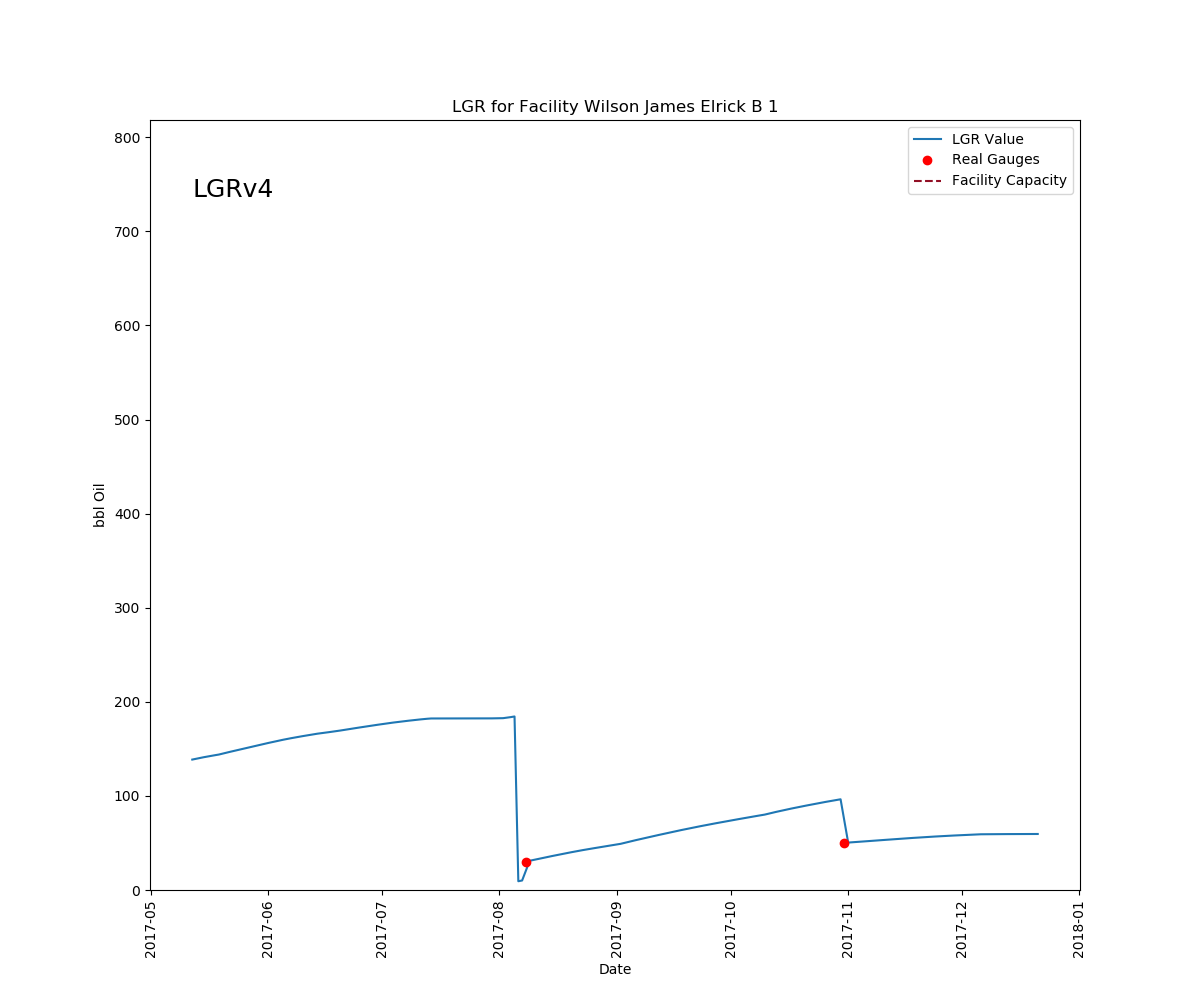 LGR for Facility Wilson James Elrick B 1
LGRv4
LGR Value
Real Gauges
Facility Capacity
bbl Oil
800
700
600
500
400
300
200
100
0
2017-05
2017-06
2017-07
2017-08
2017-09
2017-10
2017-11
2017-12
2018-01
Date